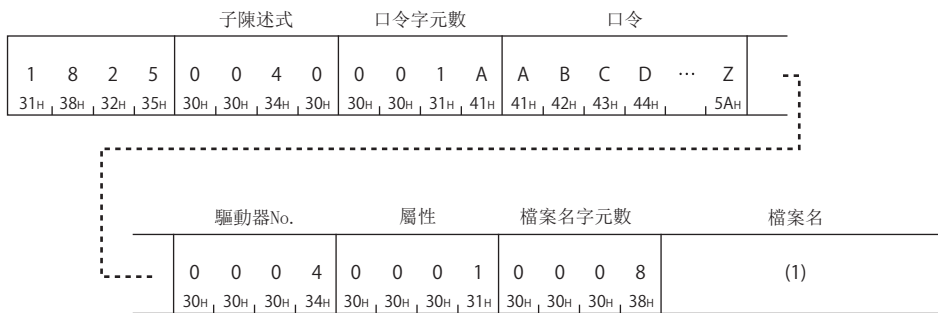 子陳述式 口令字元數 口令
1 8 2 5 0 0 4 0 0 0 1 A A B C D … Z
31H 38H 32H 35H 30H 30H 34H 30H 30H 30H 31H 41H 41H 42H 43H 44H 5AH
驅動器No. 屬性 檔案名字元數 檔案名
0 0 0 4 0 0 0 1 0 0 0 8 (1)
30H 30H 30H 34H 30H 30H 30H 31H 30H 30H 30H 38H